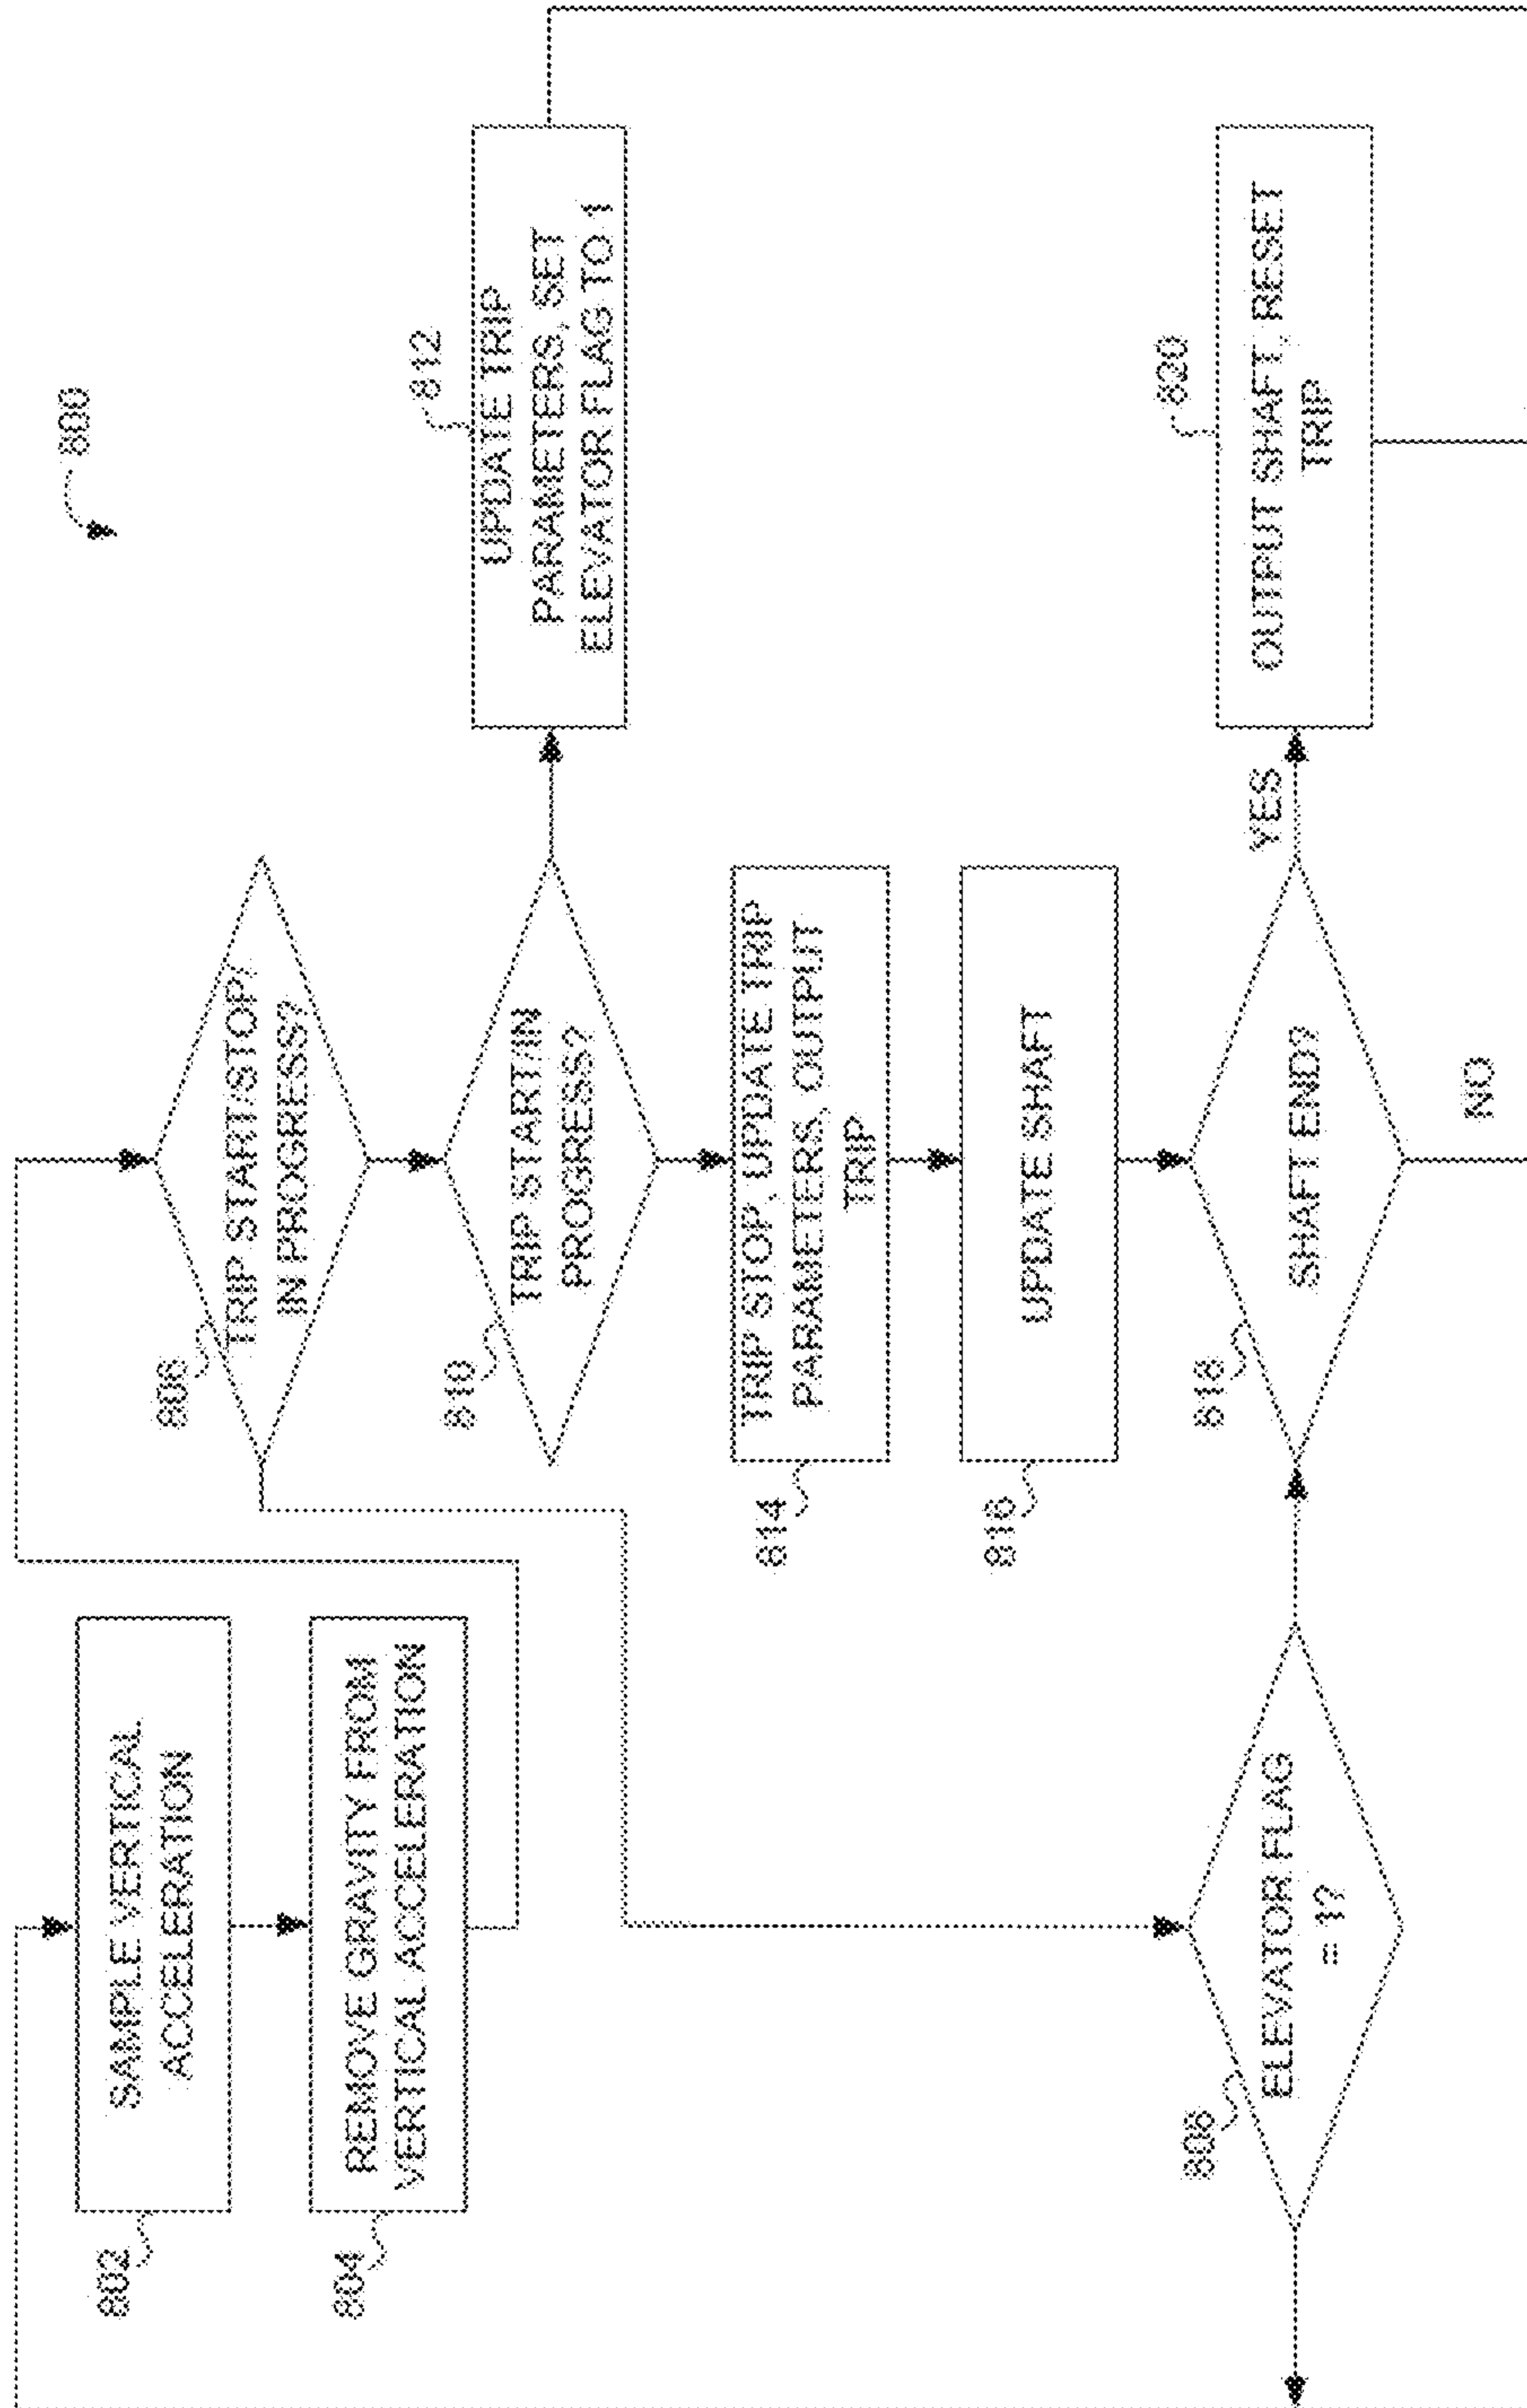 800
802
SAMPLE VERTICAL
ACCELERATION
804
REMOVE GRAVITY FROM
VERTICAL ACCELERATION
806
TRIP START/STOP/
IN PROGRESS?
810
TRIP START/IN
PROGRESS?
812
UPDATE TRIP
PARAMETERS, SET
ELEVATOR FLAG TO 1
814
TRIP STOP, UPDATE TRIP
PARAMETERS, OUTPUT
TRIP
816
UPDATE SHAFT
808
ELEVATOR FLAG
= 1?
818
SHAFT END?
YES
NO
820
OUTPUT SHAFT, RESET
TRIP